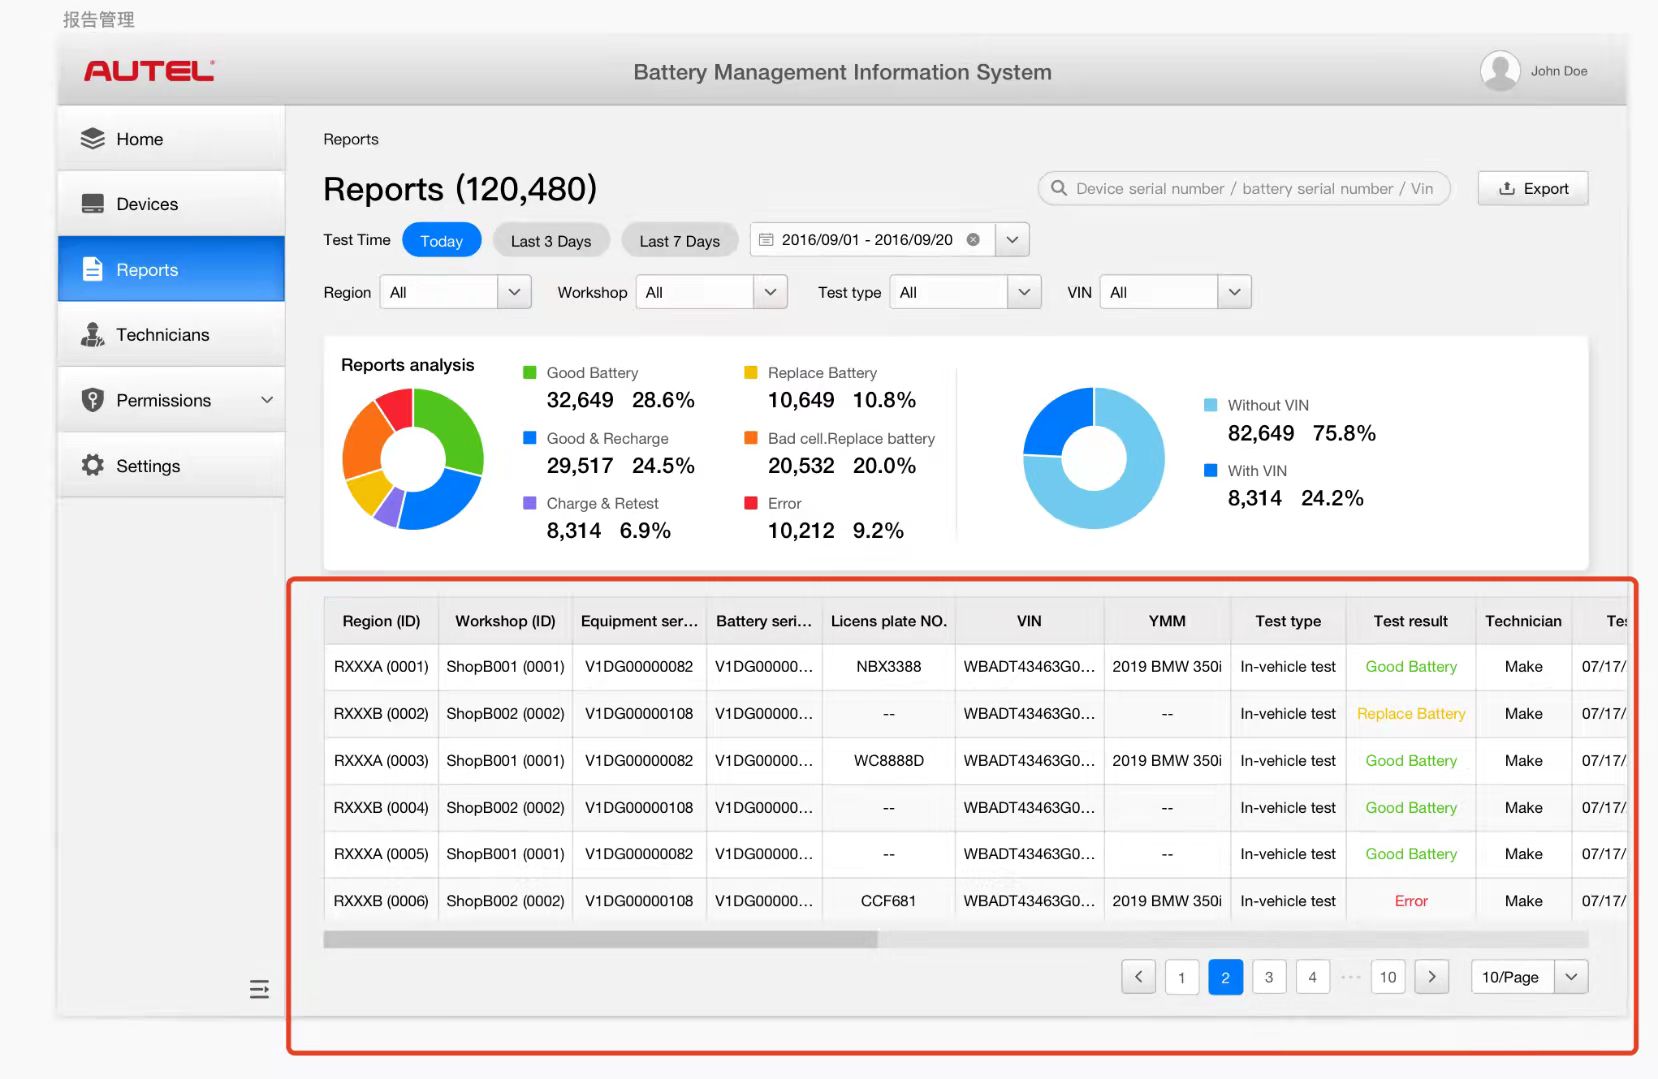 报告管理
AUTEL
Battery Management Information System
John Doe
Home
Devices
Reports
Technicians
Permissions
Settings
Reports
Reports (120,480)
Device serial number / battery serial number / Vin
Export
Test Time Today Last 3 Days Last 7 Days 2016/09/01 - 2016/09/20
Region All Workshop All Test type All VIN All
Reports analysis
Good Battery
32,649 28.6%
Replace Battery
10,649 10.8%
Good & Recharge
29,517 24.5%
Bad cell.Replace battery
20,532 20.0%
Charge & Retest
8,314 6.9%
Error
10,212 9.2%
Without VIN
82,649 75.8%
With VIN
8,314 24.2%
Region (ID) Workshop (ID) Equipment ser... Battery seri... Licens plate NO. VIN YMM Test type Test result Technician Tes
RXXXA (0001) ShopB001 (0001) V1DG00000082 V1DG00000... NBX3388 WBADT43463G0... 2019 BMW 350i In-vehicle test Good Battery Make 07/17/
RXXXB (0002) ShopB002 (0002) V1DG00000108 V1DG00000... -- WBADT43463G0... -- In-vehicle test Replace Battery Make 07/17/
RXXXA (0003) ShopB001 (0001) V1DG00000082 V1DG00000... WC8888D WBADT43463G0... 2019 BMW 350i In-vehicle test Good Battery Make 07/17/
RXXXB (0004) ShopB002 (0002) V1DG00000108 V1DG00000... -- WBADT43463G0... -- In-vehicle test Good Battery Make 07/17/
RXXXA (0005) ShopB001 (0001) V1DG00000082 V1DG00000... -- WBADT43463G0... -- In-vehicle test Good Battery Make 07/17/
RXXXB (0006) ShopB002 (0002) V1DG00000108 V1DG00000... CCF681 WBADT43463G0... 2019 BMW 350i In-vehicle test Error Make 07/17/
1 2 3 4 ··· 10 10/Page